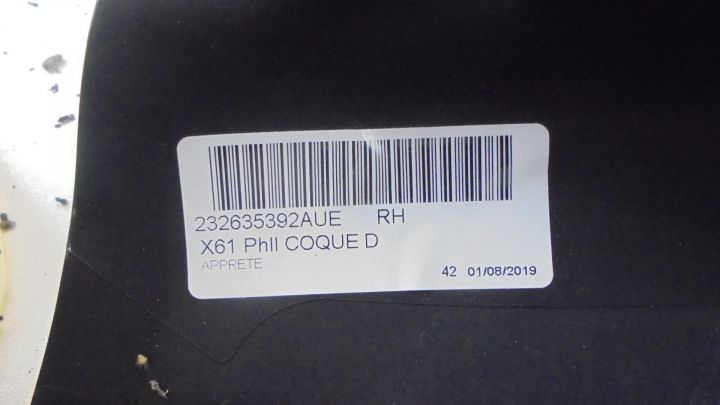 232635392AUE RH
X61 PhII COQUE D
APPRETE
42 01/08/2019